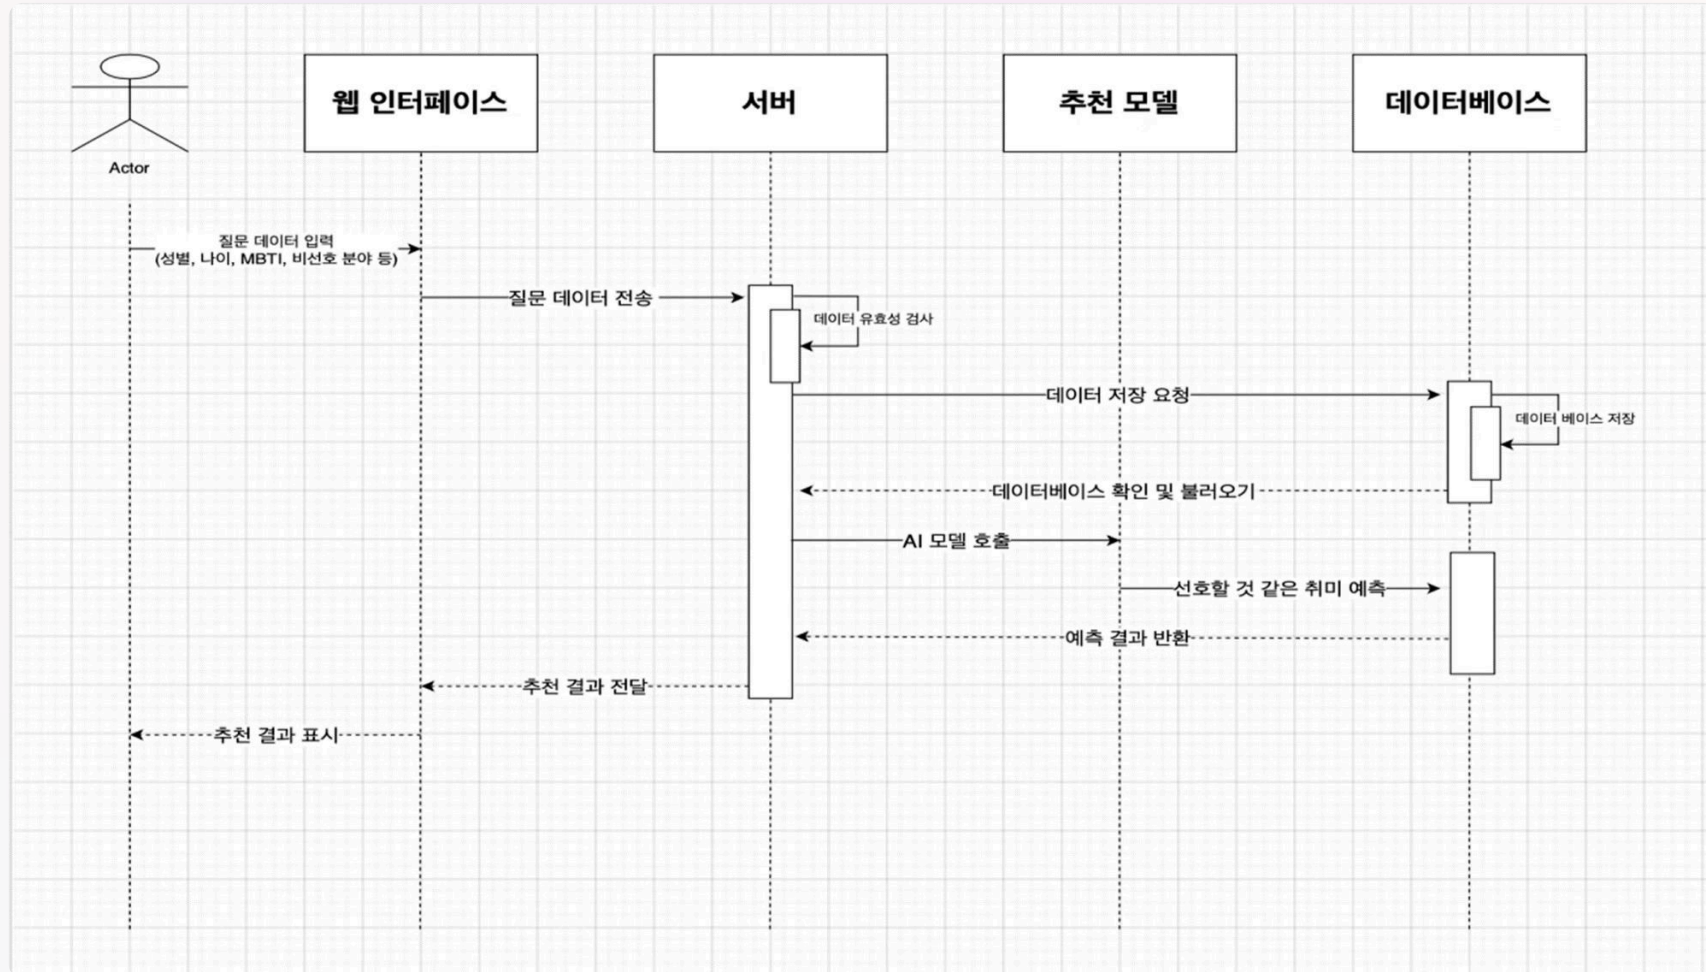 웹 인터페이스
서버
추천 모델
데이터베이스
Actor
질문 데이터 입력
(성별, 나이, MBTI, 비선호 분야 등)
질문 데이터 전송
데이터 유효성 검사
데이터 저장 요청
데이터 베이스 저장
데이터베이스 확인 및 불러오기
AI 모델 호출
선호할 것 같은 취미 예측
예측 결과 반환
추천 결과 전달
추천 결과 표시